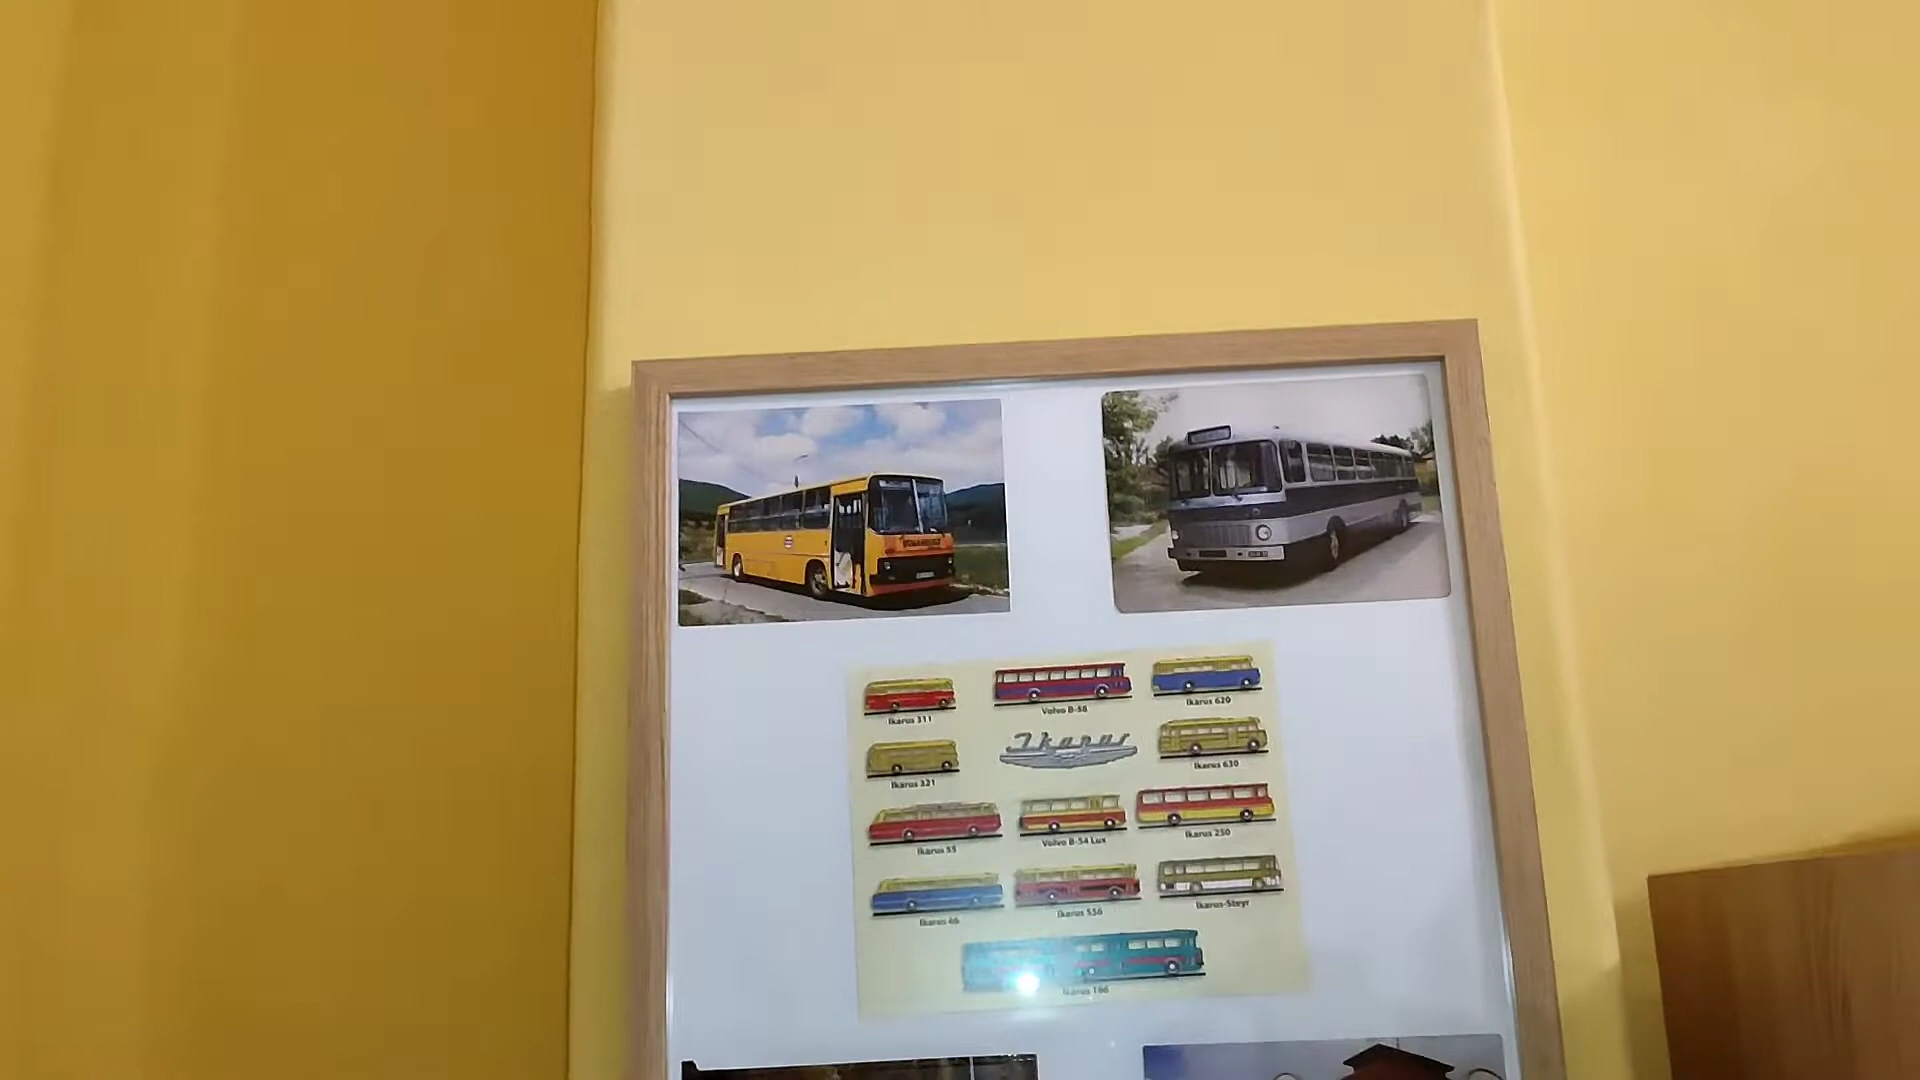 Ikarus 311
Volvo B-58
Ikarus 620
Ikarus
Ikarus 321
Ikarus 630
Ikarus 55
Volvo B-54 Lux
Ikarus 250
Ikarus 66
Ikarus 556
Ikarus-Steyr
Ikarus 180